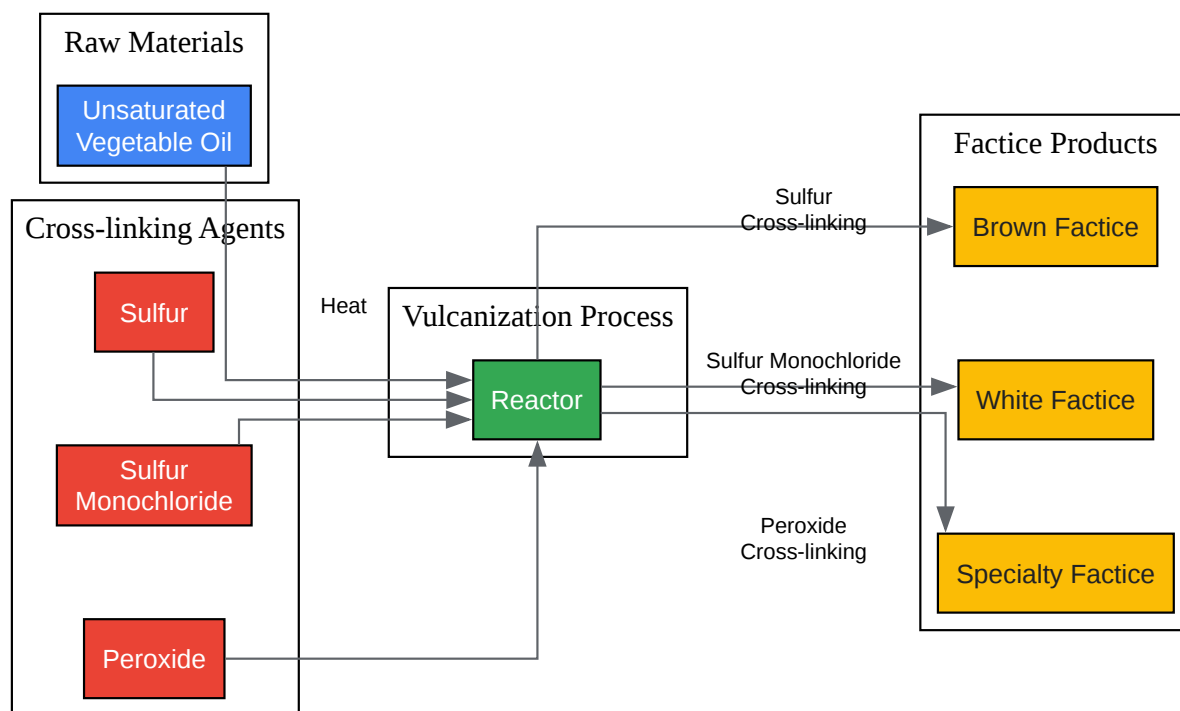 Raw Materials
Unsaturated
Vegetable Oil
Cross-linking Agents
Sulfur
Sulfur
Monochloride
Peroxide
Heat
Vulcanization Process
Reactor
Sulfur
Cross-linking
Sulfur Monochloride
Cross-linking
Peroxide
Cross-linking
Factice Products
Brown Factice
White Factice
Specialty Factice